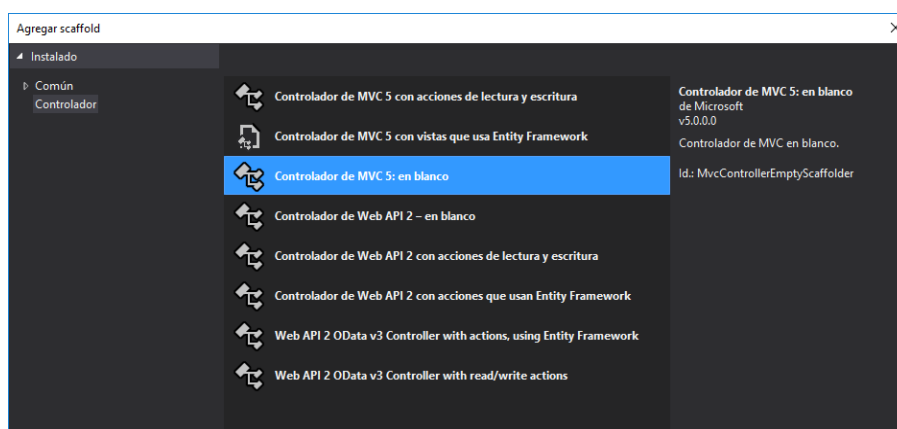 Agregar scaffold
Instalado
Común
Controlador
Controlador de MVC 5 con acciones de lectura y escritura
Controlador de MVC 5 con vistas que usa Entity Framework
Controlador de MVC 5: en blanco
Controlador de Web API 2 – en blanco
Controlador de Web API 2 con acciones de lectura y escritura
Controlador de Web API 2 con acciones que usan Entity Framework
Web API 2 OData v3 Controller with actions, using Entity Framework
Web API 2 OData v3 Controller with read/write actions
Controlador de MVC 5: en blanco
de Microsoft
v5.0.0.0
Controlador de MVC en blanco.
Id.: MvcControllerEmptyScaffolder